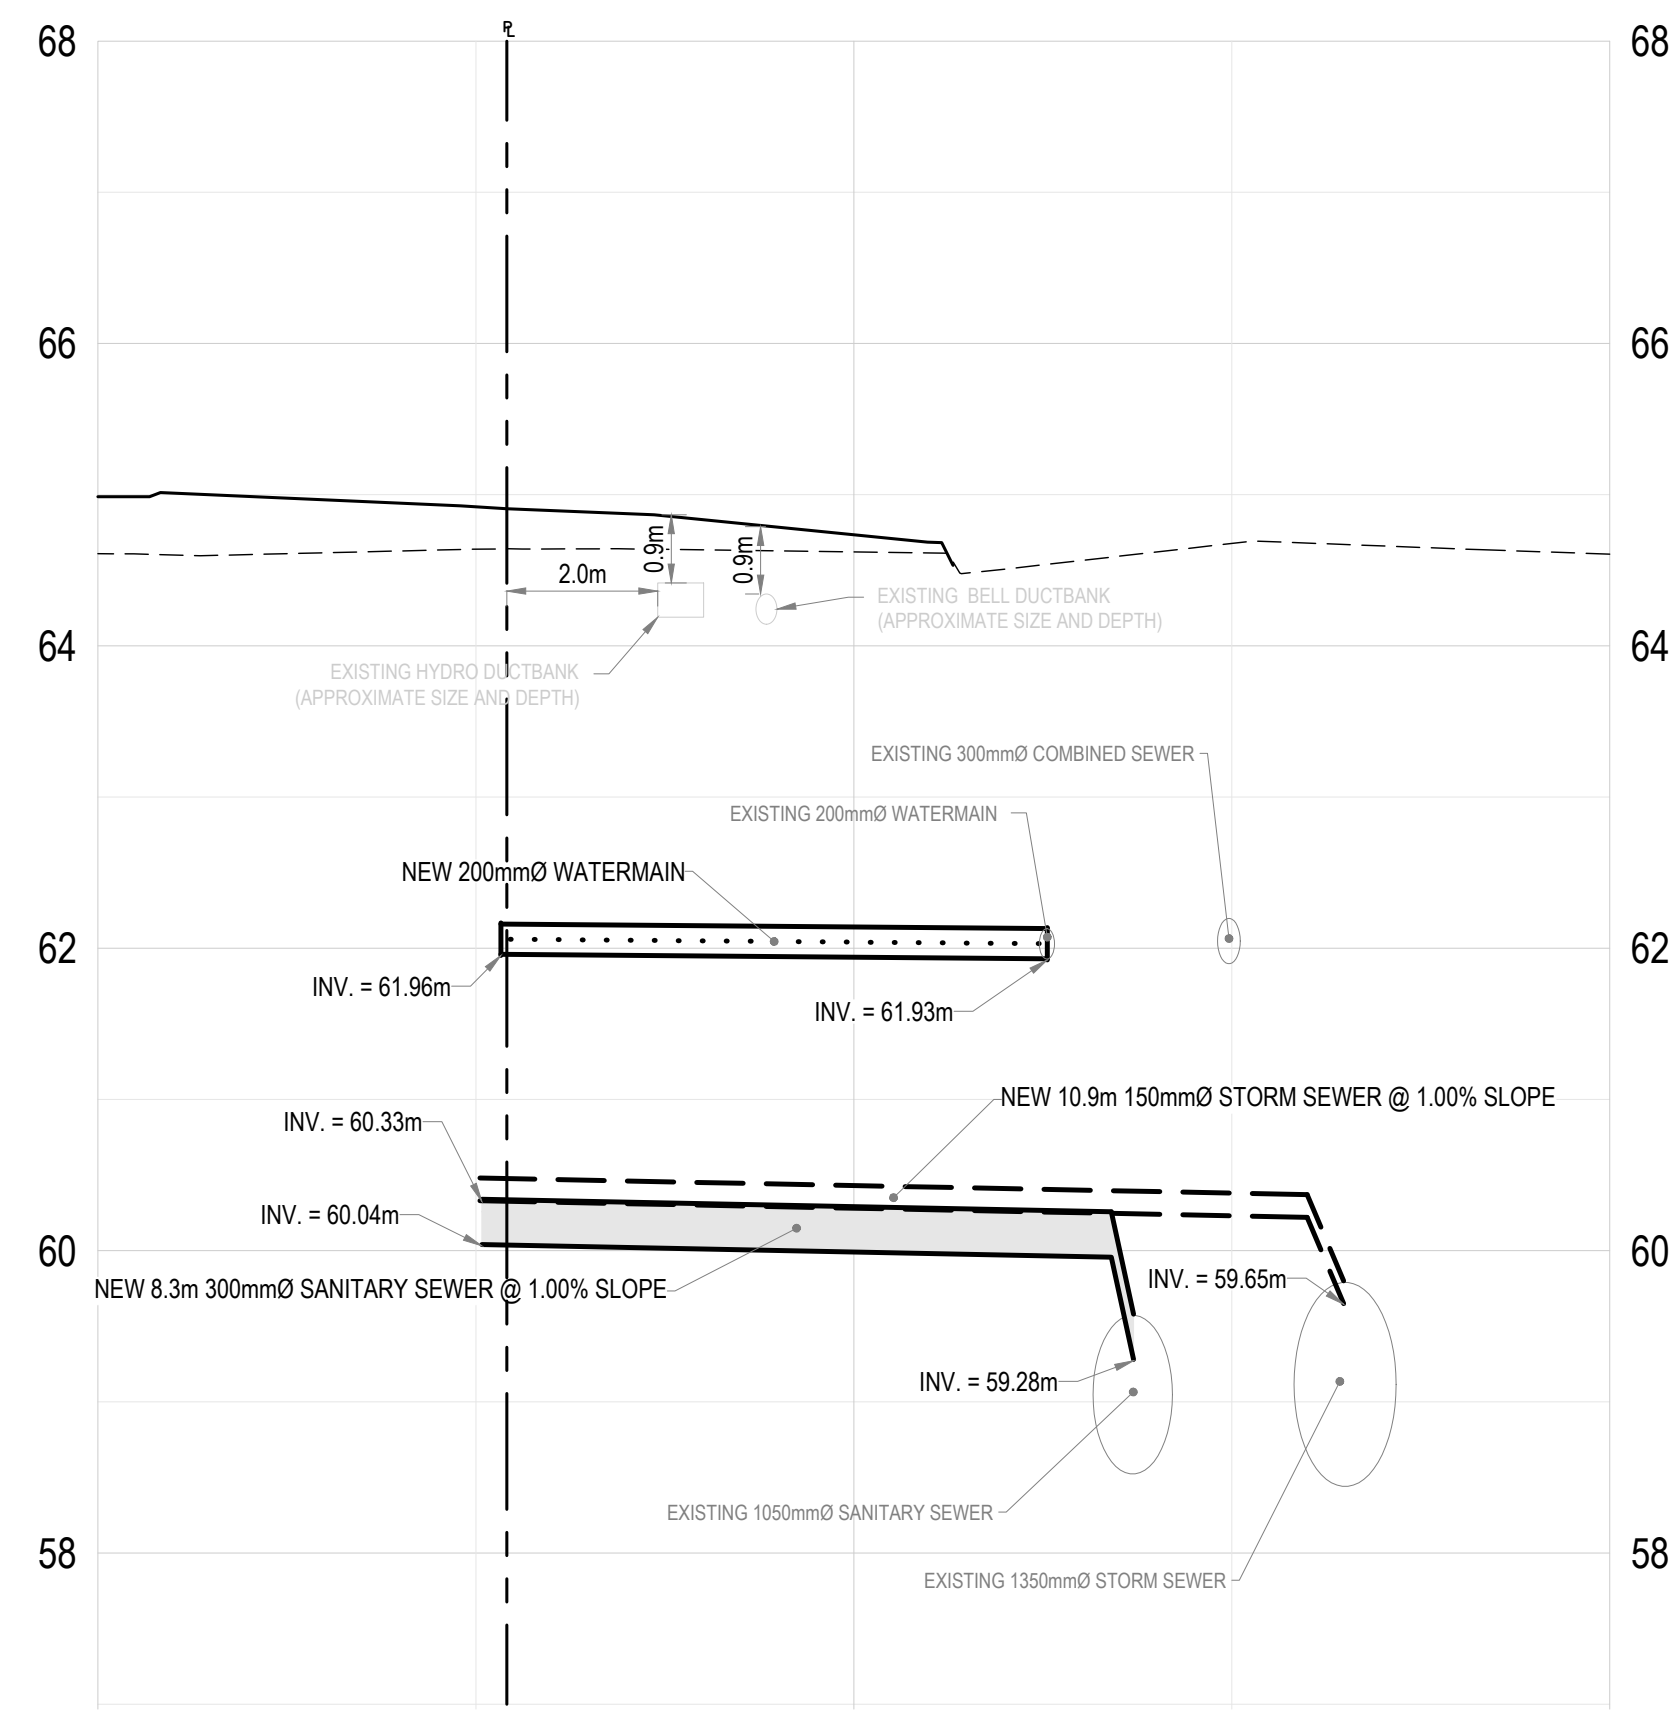 PL
68 68
66 66
0.9m
0.9m
2.0m
EXISTING BELL DUCTBANK
(APPROXIMATE SIZE AND DEPTH)
64 64
EXISTING HYDRO DUCTBANK
(APPROXIMATE SIZE AND DEPTH)
EXISTING 300mmØ COMBINED SEWER
EXISTING 200mmØ WATERMAIN
NEW 200mmØ WATERMAIN
62 62
INV. = 61.96m
INV. = 61.93m
NEW 10.9m 150mmØ STORM SEWER @ 1.00% SLOPE
INV. = 60.33m
INV. = 60.04m
60 60
NEW 8.3m 300mmØ SANITARY SEWER @ 1.00% SLOPE
INV. = 59.65m
INV. = 59.28m
EXISTING 1050mmØ SANITARY SEWER
58 58
EXISTING 1350mmØ STORM SEWER